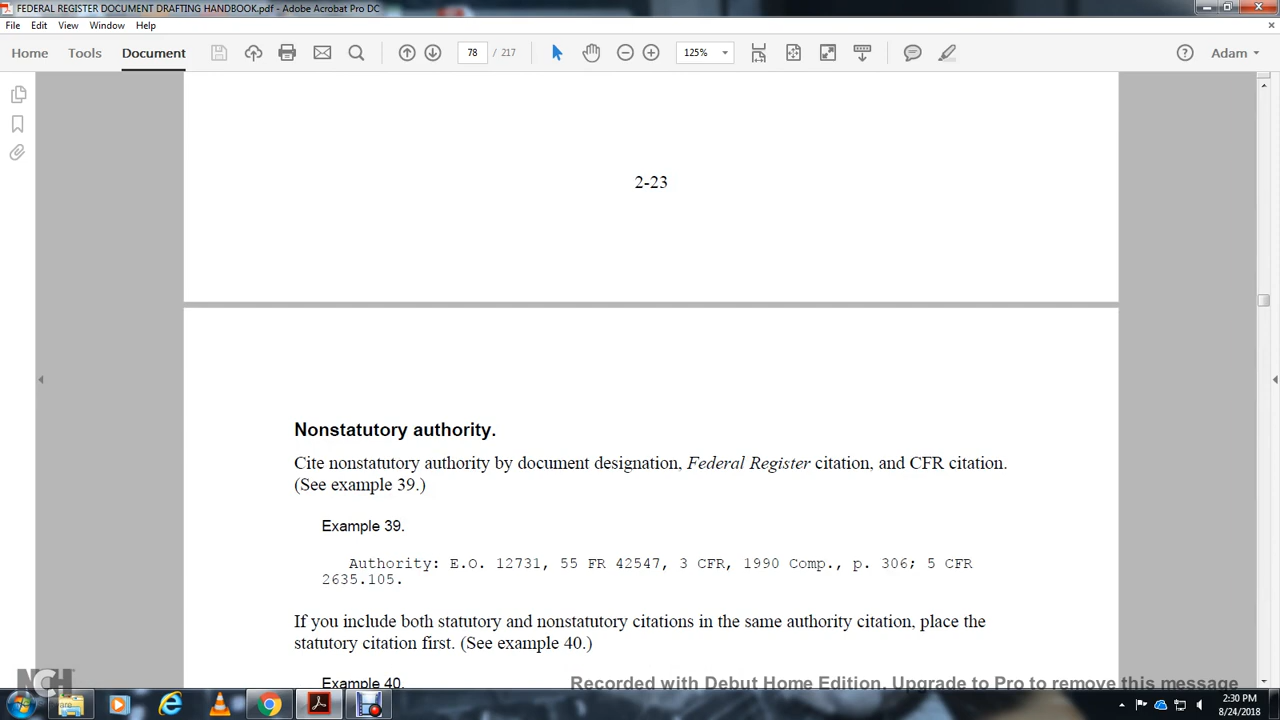 FEDERAL REGISTER DOCUMENT DRAFTING HANDBOOK.pdf - Adobe Acrobat Pro DC
File Edit View Window Help
Home Tools Document 78 / 217 125% Adam
2-23
Nonstatutory authority.
Cite nonstatutory authority by document designation, Federal Register citation, and CFR citation.
(See example 39.)
Example 39.
Authority: E.O. 12731, 55 FR 42547, 3 CFR, 1990 Comp., p. 306; 5 CFR
2635.105.
If you include both statutory and nonstatutory citations in the same authority citation, place the
statutory citation first. (See example 40.)
Example 40.
Recorded with Debut Home Edition. Upgrade to Pro to remove this message
NCH
2:30 PM
8/24/2018